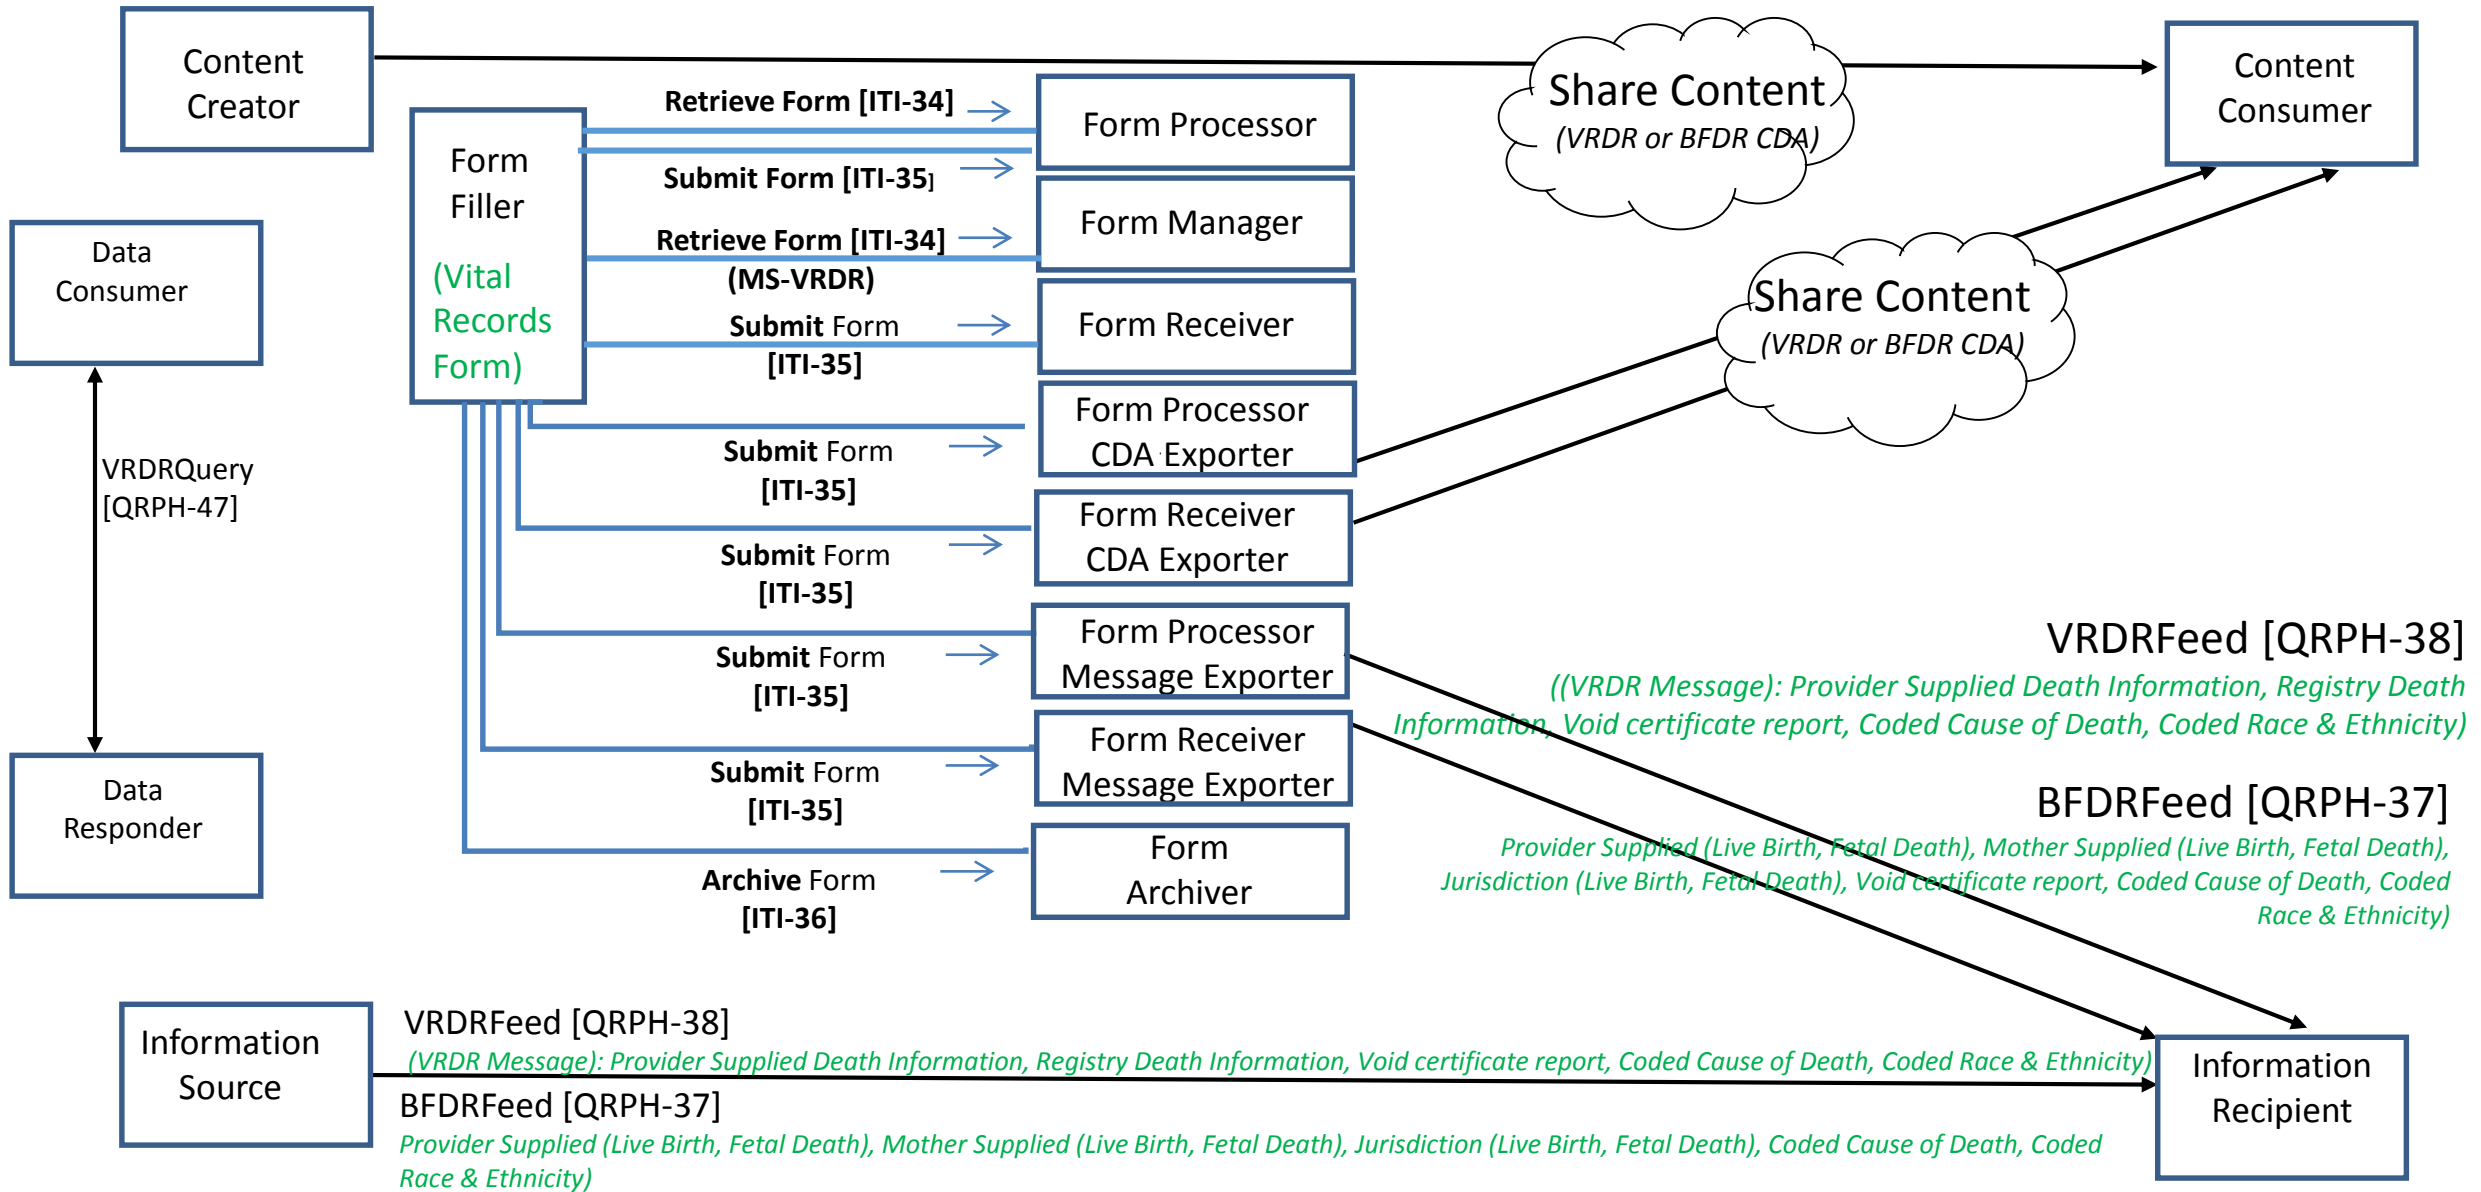 Content
Creator
Share Content
(VRDR or BFDR CDA)
Content
Consumer
Retrieve Form [ITI-34]
Form Processor
Submit Form [ITI-35]
Form
Filler
(Vital
Records
Form)
Form Manager
Retrieve Form [ITI-34]
(MS-VRDR)
Data
Consumer
Form Receiver
Submit Form
[ITI-35]
Share Content
(VRDR or BFDR CDA)
Form Processor
CDA Exporter
Submit Form
[ITI-35]
VRDRQuery
[QRPH-47]
Form Receiver
CDA Exporter
Submit Form
[ITI-35]
Form Processor
Message Exporter
Submit Form
[ITI-35]
VRDRFeed [QRPH-38]
((VRDR Message): Provider Supplied Death Information, Registry Death
Information, Void certificate report, Coded Cause of Death, Coded Race & Ethnicity)
Form Receiver
Message Exporter
Submit Form
[ITI-35]
Data
Responder
BFDRFeed [QRPH-37]
Provider Supplied (Live Birth, Fetal Death), Mother Supplied (Live Birth, Fetal Death),
Jurisdiction (Live Birth, Fetal Death), Void certificate report, Coded Cause of Death, Coded
Race & Ethnicity)
Form
Archiver
Archive Form
[ITI-36]
Information
Source
VRDRFeed [QRPH-38]
(VRDR Message): Provider Supplied Death Information, Registry Death Information, Void certificate report, Coded Cause of Death, Coded Race & Ethnicity)
BFDRFeed [QRPH-37]
Provider Supplied (Live Birth, Fetal Death), Mother Supplied (Live Birth, Fetal Death), Jurisdiction (Live Birth, Fetal Death), Coded Cause of Death, Coded
Race & Ethnicity)
Information
Recipient